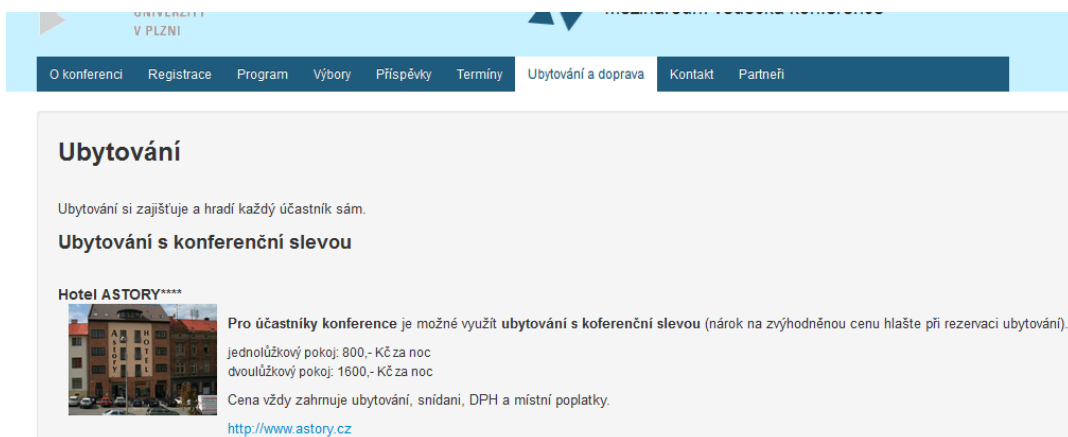 V PLZNI
O konferenci Registrace Program Výbory Příspěvky Termíny Ubytování a doprava Kontakt Partneři
Ubytování
Ubytování si zajišťuje a hradí každý účastník sám.
Ubytování s konferenční slevou
Hotel ASTORY****
ASTORY HOTEL
Pro účastníky konference je možné využít ubytování s koferenční slevou (nárok na zvýhodněnou cenu hlašte při rezervaci ubytování).
jednolůžkový pokoj: 800,- Kč za noc
dvoulůžkový pokoj: 1600,- Kč za noc
Cena vždy zahrnuje ubytování, snídani, DPH a místní poplatky.
http://www.astory.cz